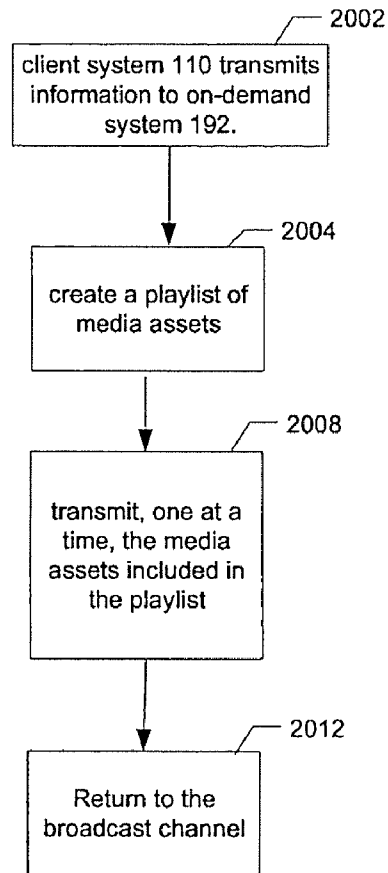 2002
client system 110 transmits
information to on-demand
system 192.
2004
create a playlist of
media assets
2008
transmit, one at a
time, the media
assets included in
the playlist
2012
Return to the
broadcast channel